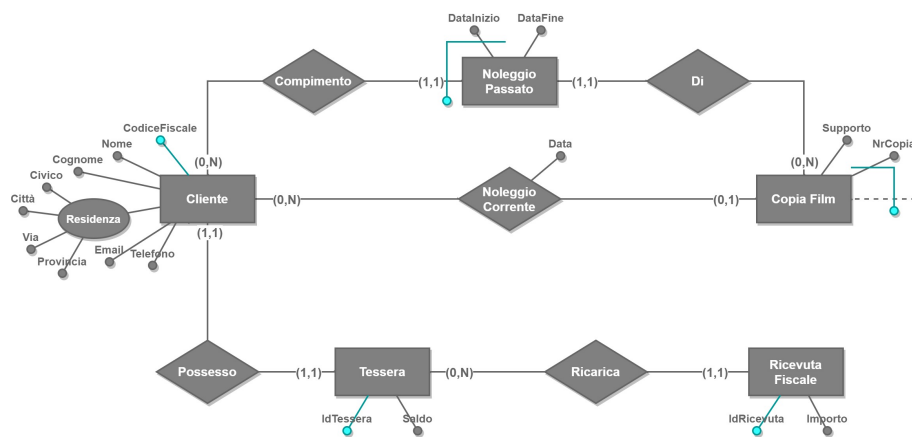 DataInizio
DataFine
Compimento
(1,1)
Noleggio
Passato
(1,1)
Di
CodiceFiscale
Nome
Cognome
Civico
Città
Residenza
Via
Provincia
Email
Telefono
(0,N)
Cliente
(1,1)
(0,N)
Data
Noleggio
Corrente
(0,1)
Supporto
NrCopia
(0,N)
Copia Film
Possesso
(1,1)
Tessera
(0,N)
IdTessera
Saldo
Ricarica
(1,1)
Ricevuta
Fiscale
IdRicevuta
Importo